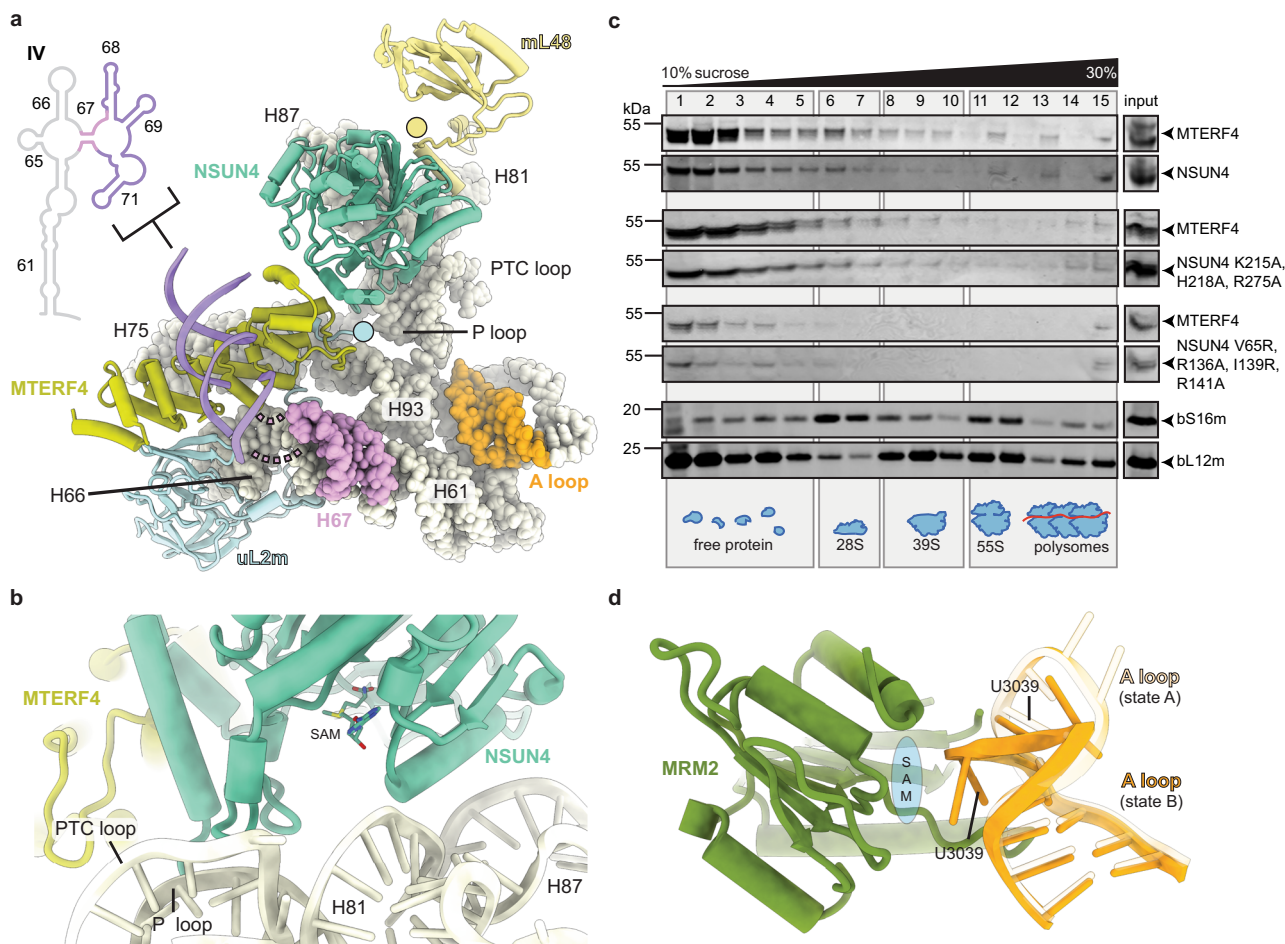 a
IV
68
66
67
69
65
71
61
mL48
H87
NSUN4
H81
PTC loop
P loop
H75
MTERF4
H93
A loop
H66
H61
H67
uL2m
c
10% sucrose
30%
kDa
1 2 3 4 5 6 7 8 9 10 11 12 13 14 15 input
55
MTERF4
55
NSUN4
55
MTERF4
55
NSUN4 K215A,
H218A, R275A
55
MTERF4
55
NSUN4 V65R,
R136A, I139R,
R141A
20
bS16m
25
bL12m
free protein
28S
39S
55S
polysomes
b
MTERF4
SAM
NSUN4
PTC loop
P loop
H81
H87
d
U3039
A loop
(state A)
MRM2
S
A
M
A loop
(state B)
U3039